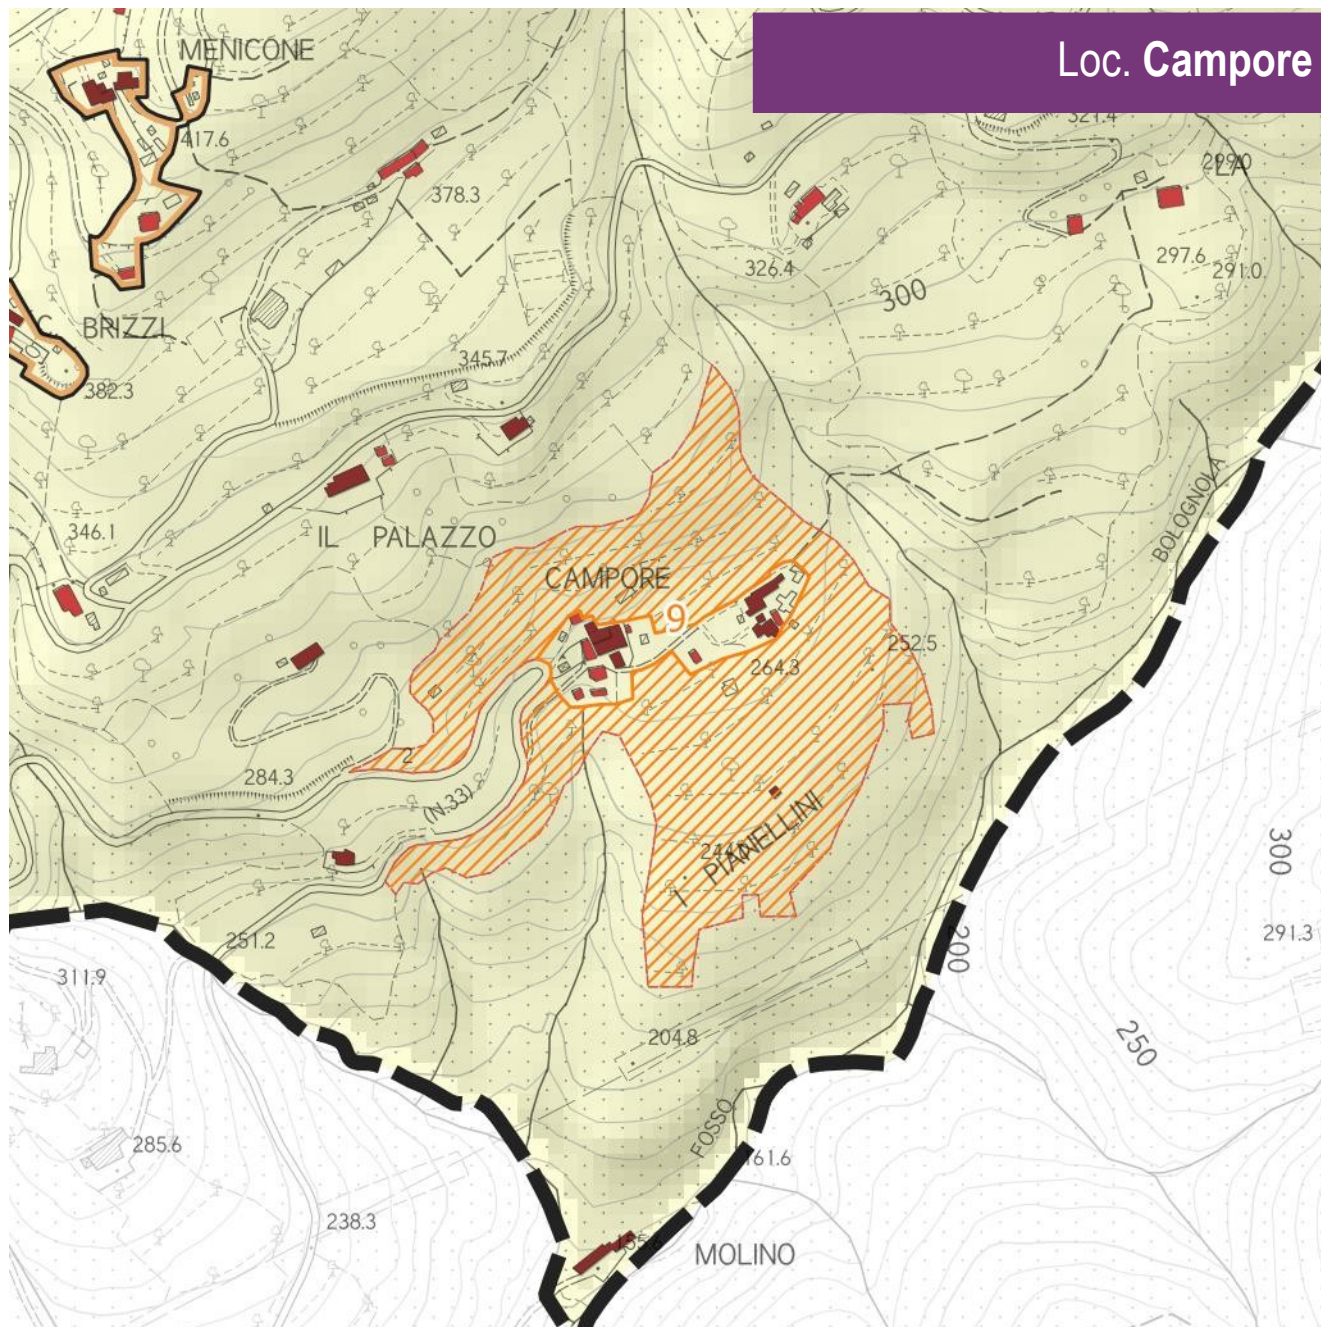 Loc. Campore
MENICONE
417.6
378.3
321.4
LA
326.4
300
297.6
291.0
C. BRIZZI
382.3
345.7
346.1
IL PALAZZO
BOLOGNOLA
CAMPORE
9
252.5
264.3
284.3
2
(N.33)
I PIANELLINI
300
251.2
200
291.3
311.9
204.8
250
FOSSO
285.6
161.6
238.3
MOLINO